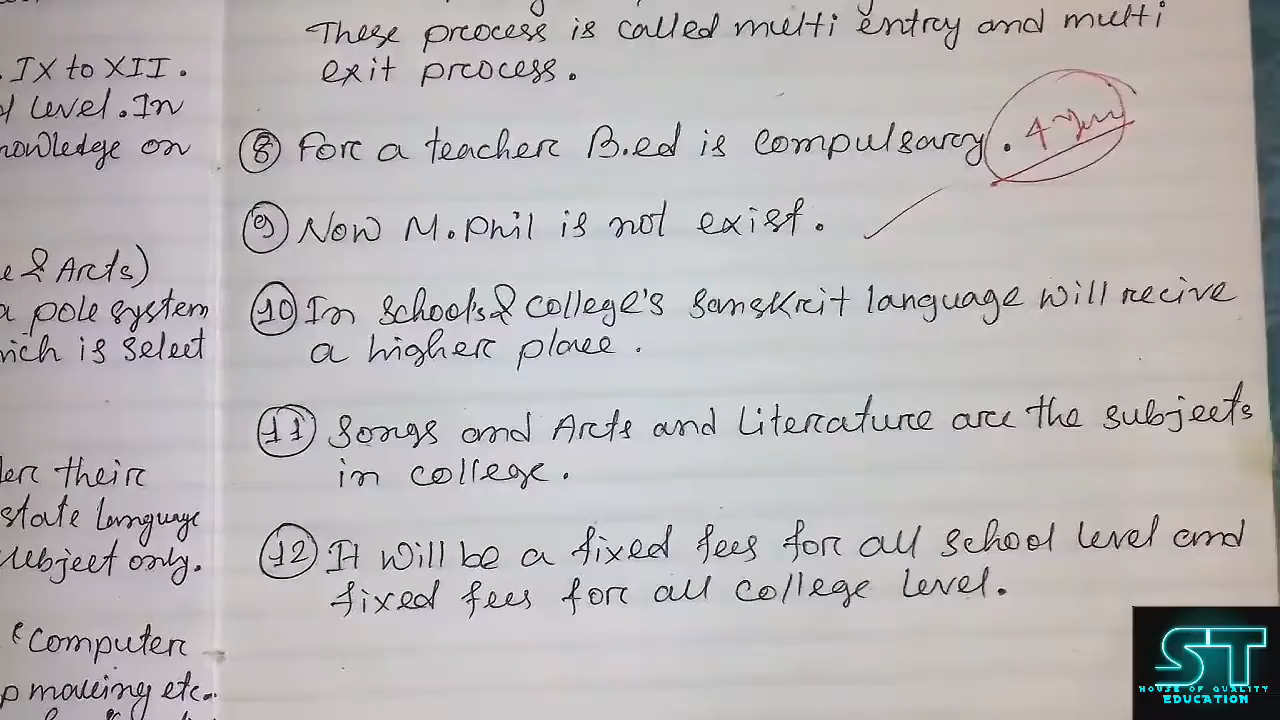 These process is called multi entry and multi
exit process.
⑧ For a teacher B.ed is compulsary. 4 year
⑨ Now M.phil is not exist.
⑩ In schools & college's sanskrit language will recive
a higher place.
⑪ Songs and Arts and Literature are the subjects
in college.
⑫ It will be a fixed fees for all school level and
fixed fees for all college level.
. IX to XII.
level. In
nowledge on
e & Arts)
a pole system
hich is select
der their
state language
subject only.
Computer
p making etc..
ST
HOUSE OF QUALITY
EDUCATION